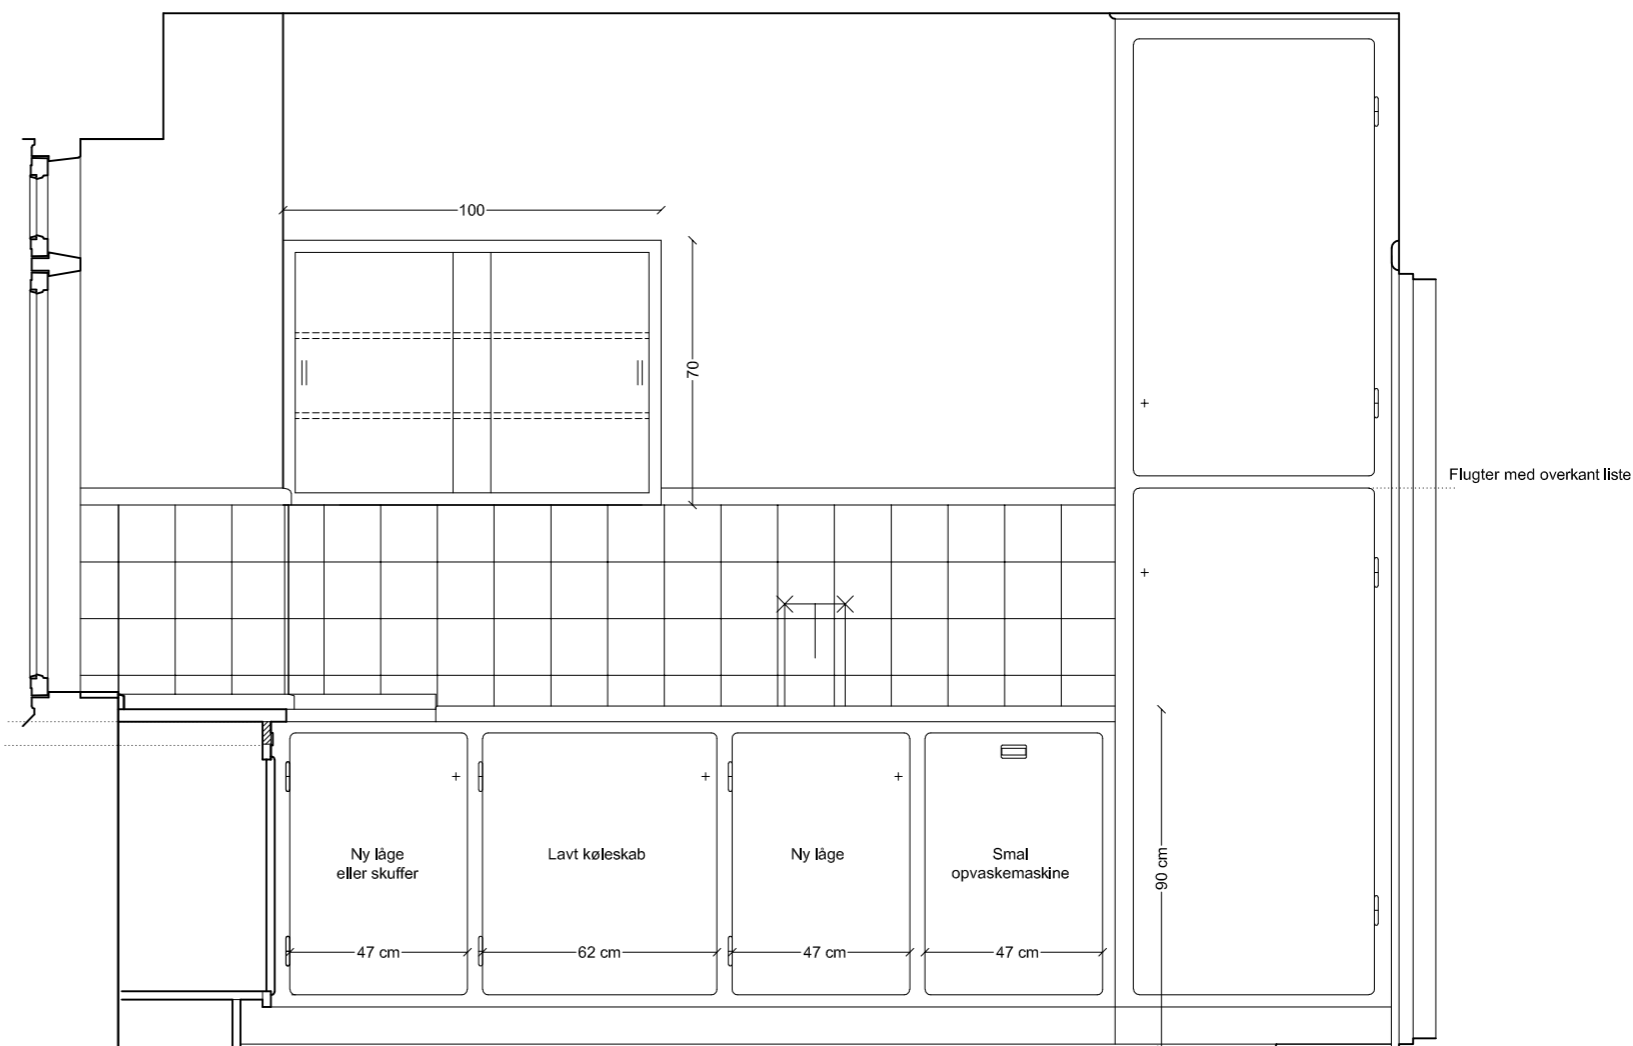 100
70
Flugter med overkant liste
Ny låge
eller skuffer
Lavt køleskab
Ny låge
Smal
opvaskemaskine
90 cm
47 cm
62 cm
47 cm
47 cm